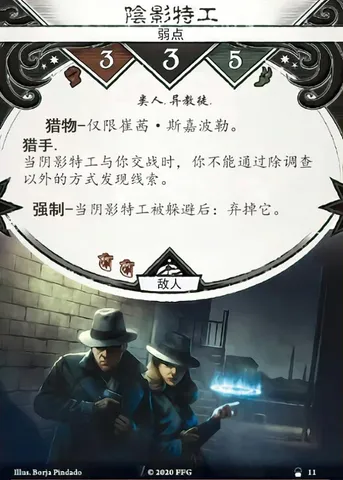 陰影特工
弱点
3 3 5
类人.异教徒.
猎物–仅限崔茜·斯嘉波勒。
猎手.
当阴影特工与你交战时，你不能通过除调查
以外的方式发现线索。
强制–当阴影特工被躲避后：弃掉它。
敌人
Illus. Borja Pindado
© 2020 FFG
11